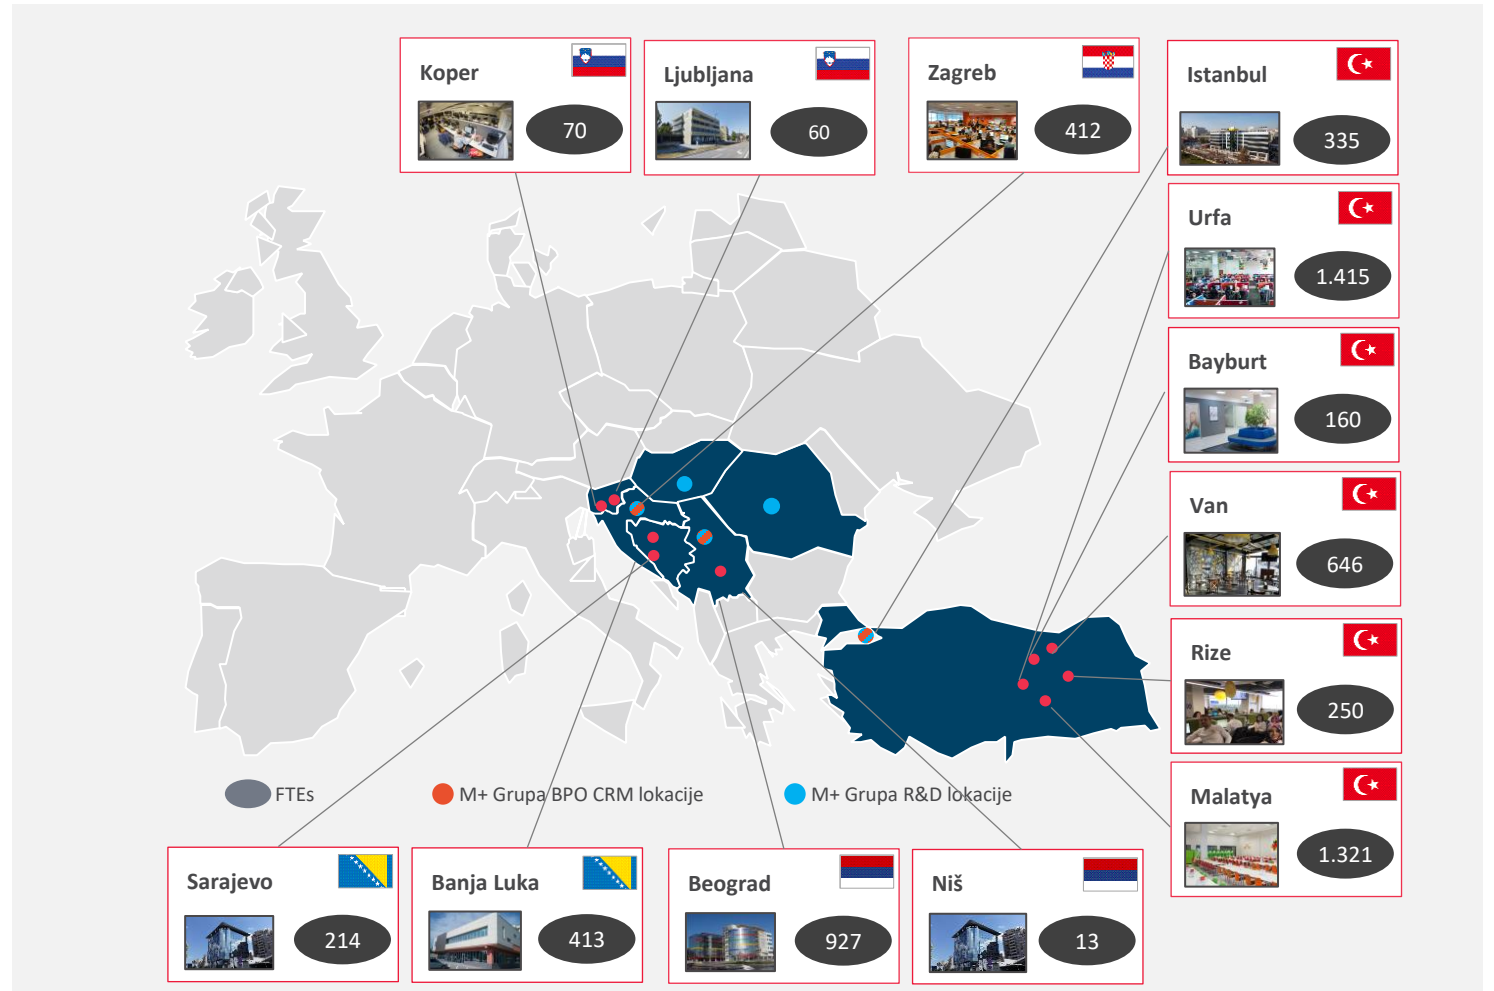 Koper
70
Ljubljana
60
Zagreb
412
Istanbul
335
Urfa
1.415
Bayburt
160
Van
646
Rize
250
Malatya
1.321
FTEs
M+ Grupa BPO CRM lokacije
M+ Grupa R&D lokacije
Sarajevo
214
Banja Luka
413
Beograd
927
Niš
13